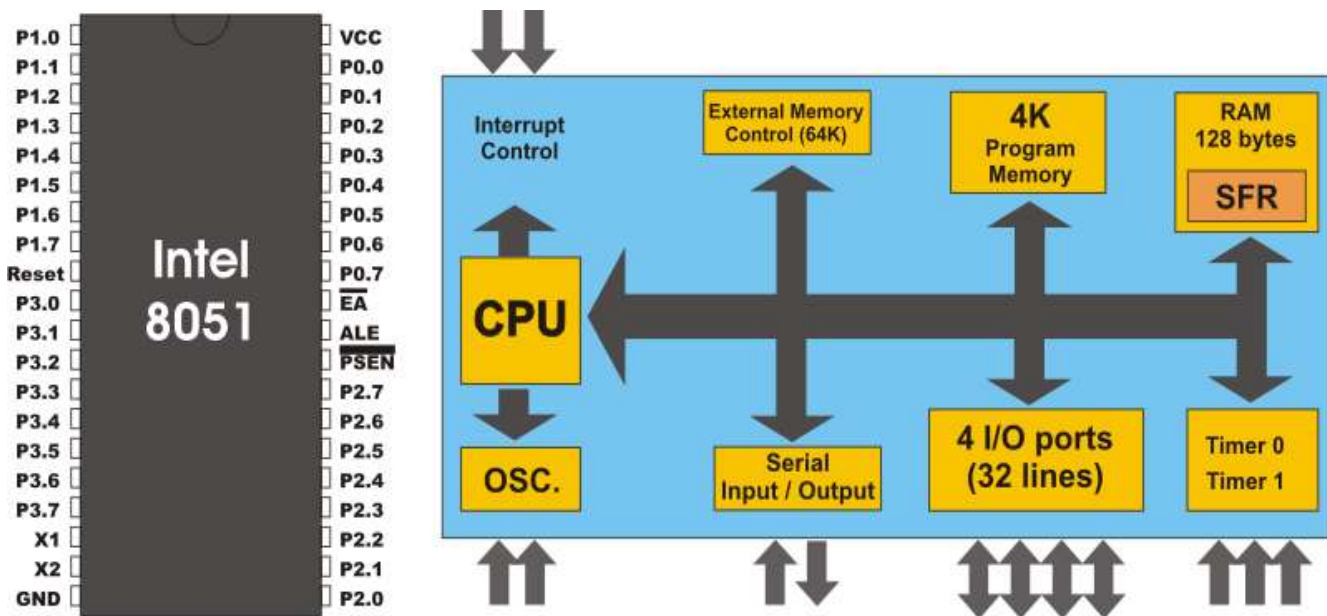 P1.0
P1.1
P1.2
P1.3
P1.4
P1.5
P1.6
P1.7
Reset
P3.0
P3.1
P3.2
P3.3
P3.4
P3.5
P3.6
P3.7
X1
X2
GND
Intel
8051
VCC
P0.0
P0.1
P0.2
P0.3
P0.4
P0.5
P0.6
P0.7
EA
ALE
PSEN
P2.7
P2.6
P2.5
P2.4
P2.3
P2.2
P2.1
P2.0
Interrupt
Control
External Memory
Control (64K)
4K
Program
Memory
RAM
128 bytes
SFR
CPU
OSC.
Serial
Input / Output
4 I/O ports
(32 lines)
Timer 0
Timer 1